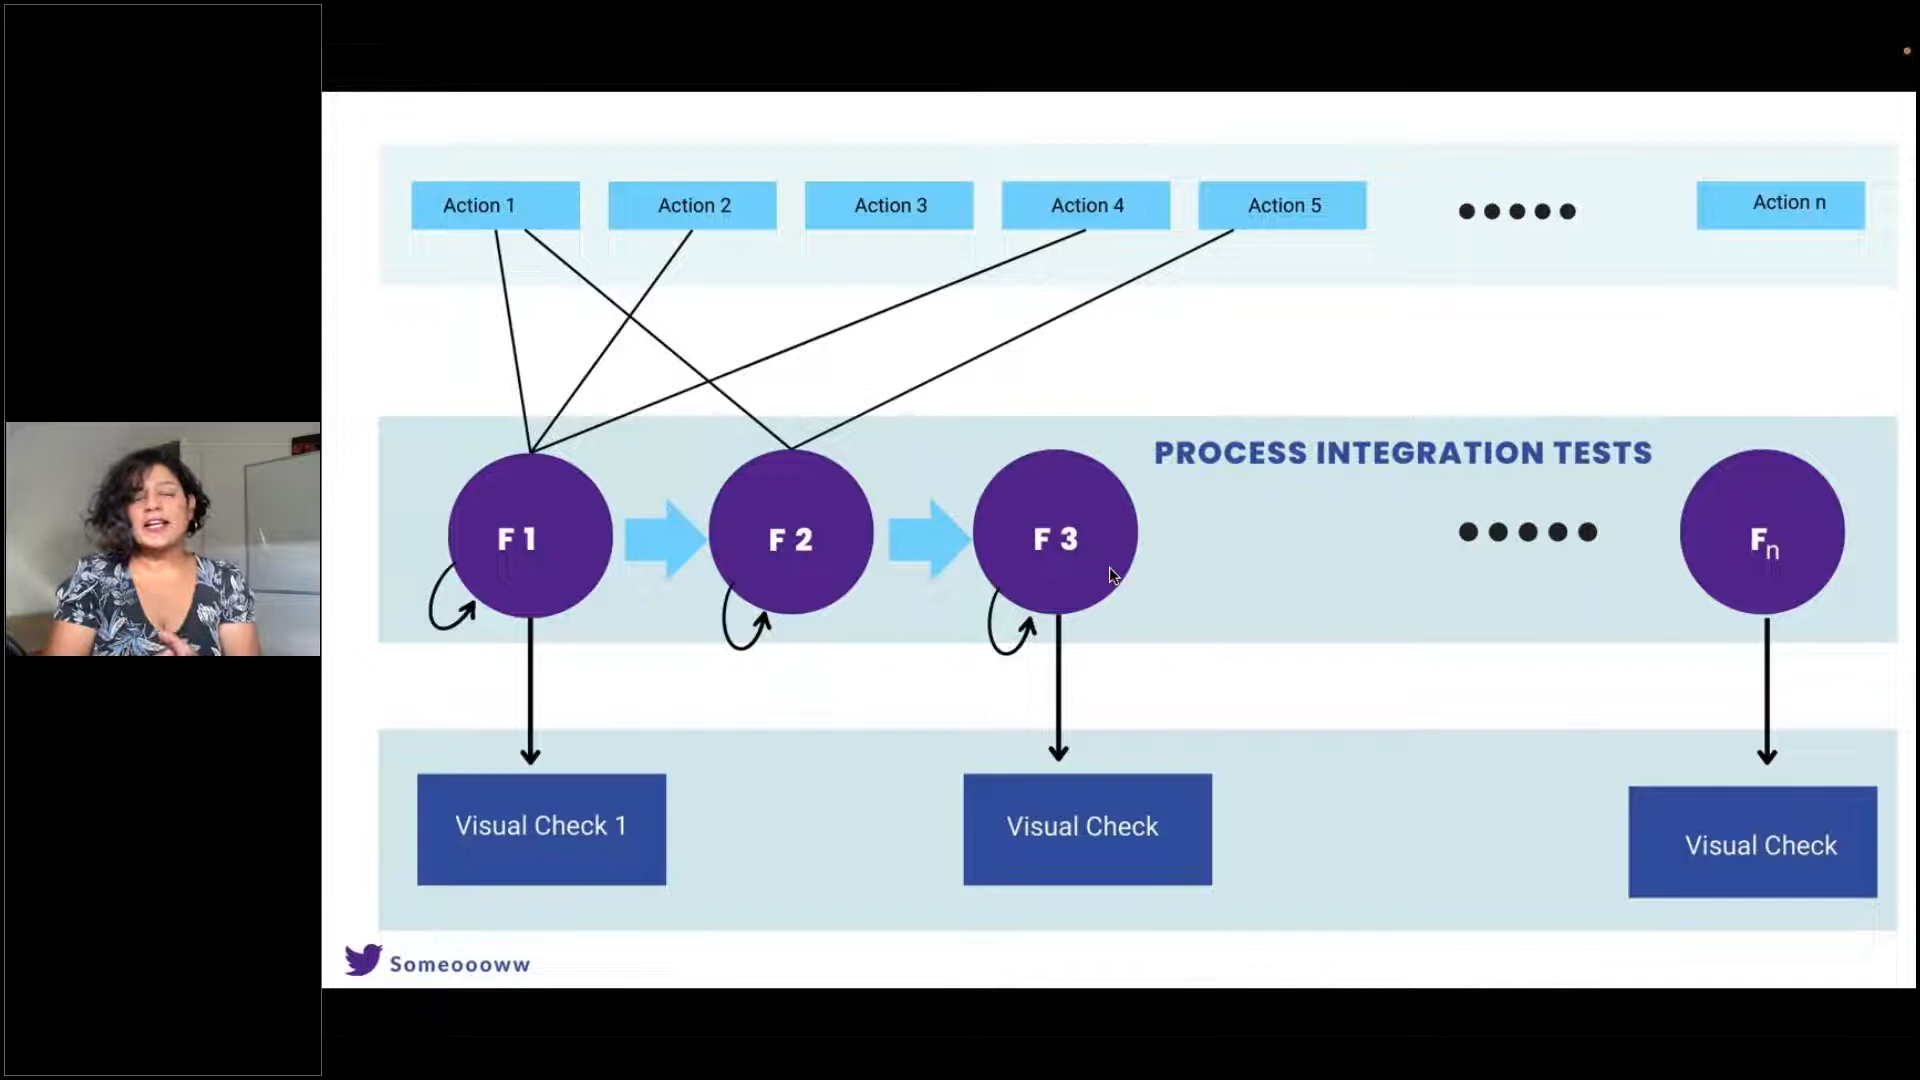 Action 1
Action 2
Action 3
Action 4
Action 5
Action n
PROCESS INTEGRATION TESTS
F 1
F 2
F 3
Fn
Visual Check 1
Visual Check
Visual Check
Someoooww